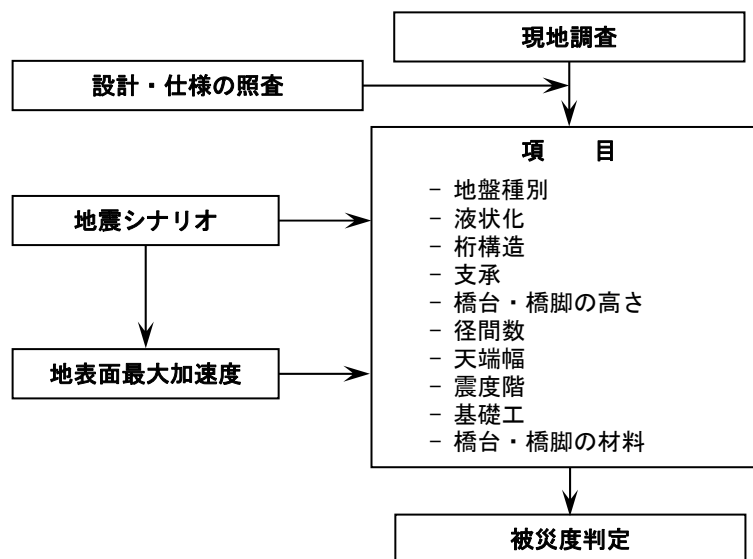 現地調査
設計・仕様の照査
項　　目
− 地盤種別
− 液状化
− 桁構造
− 支承
− 橋台・橋脚の高さ
− 径間数
− 天端幅
− 震度階
− 基礎工
− 橋台・橋脚の材料
地震シナリオ
地表面最大加速度
被災度判定